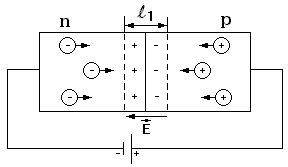 n ℓ1 p
- + - +
- + - +
- + - +
E
- +